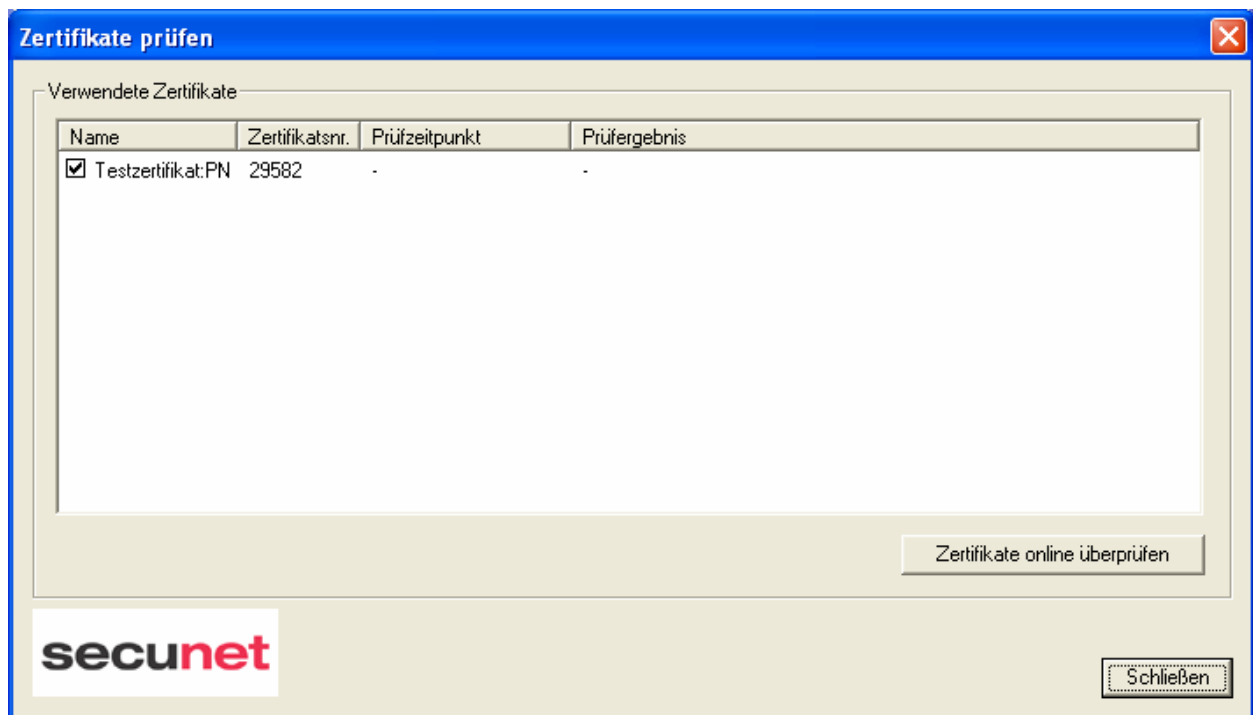 Zertifikate prüfen
Verwendete Zertifikate
Name Zertifikatsnr. Prüfzeitpunkt Prüfergebnis
Testzertifikat:PN 29582 - -
Zertifikate online überprüfen
secunet
Schließen